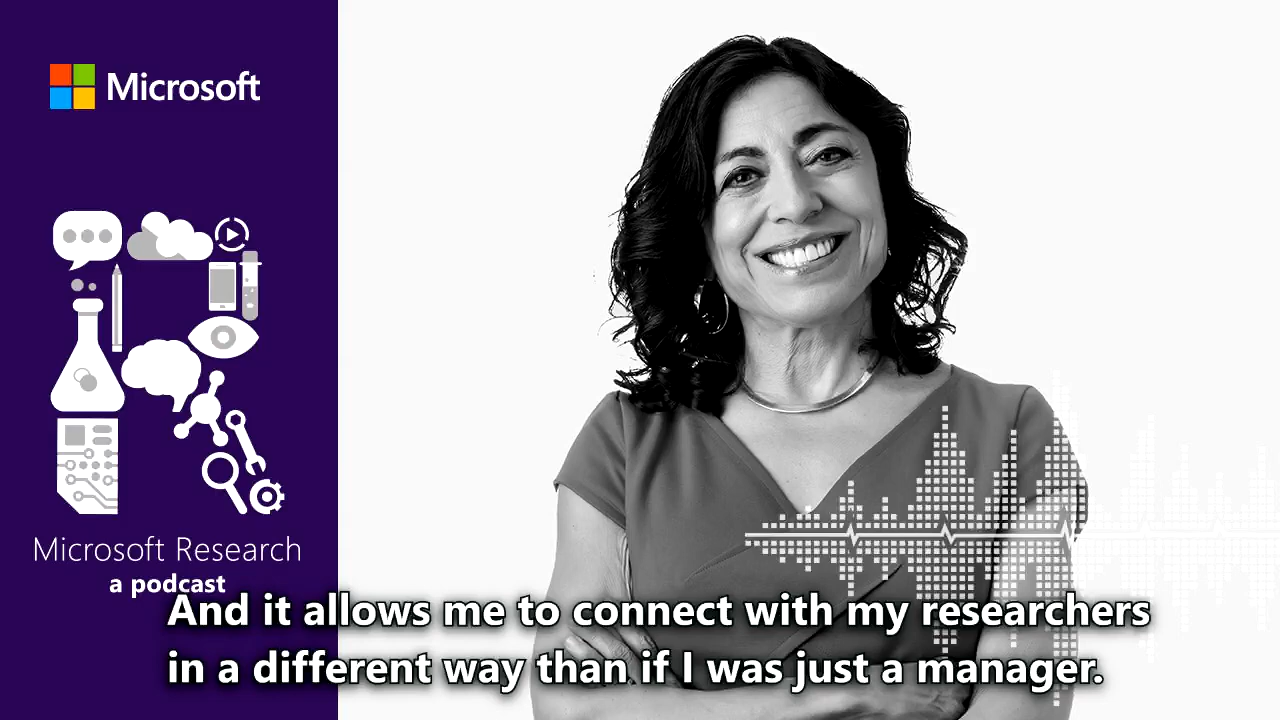 Microsoft
Microsoft Research
a podcast
And it allows me to connect with my researchers
in a different way than if I was just a manager.